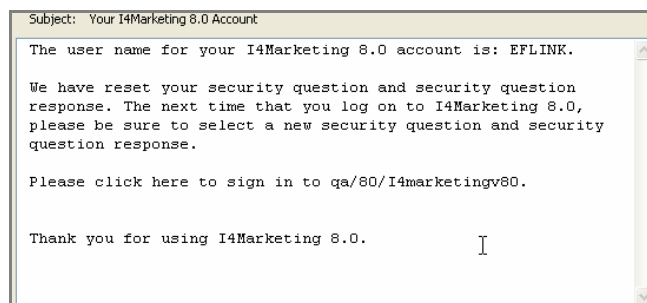 Subject: Your I4Marketing 8.0 Account
The user name for your I4Marketing 8.0 account is: EFLINK.
We have reset your security question and security question
response. The next time that you log on to I4Marketing 8.0,
please be sure to select a new security question and security
question response.
Please click here to sign in to qa/80/I4marketingv80.
Thank you for using I4Marketing 8.0.